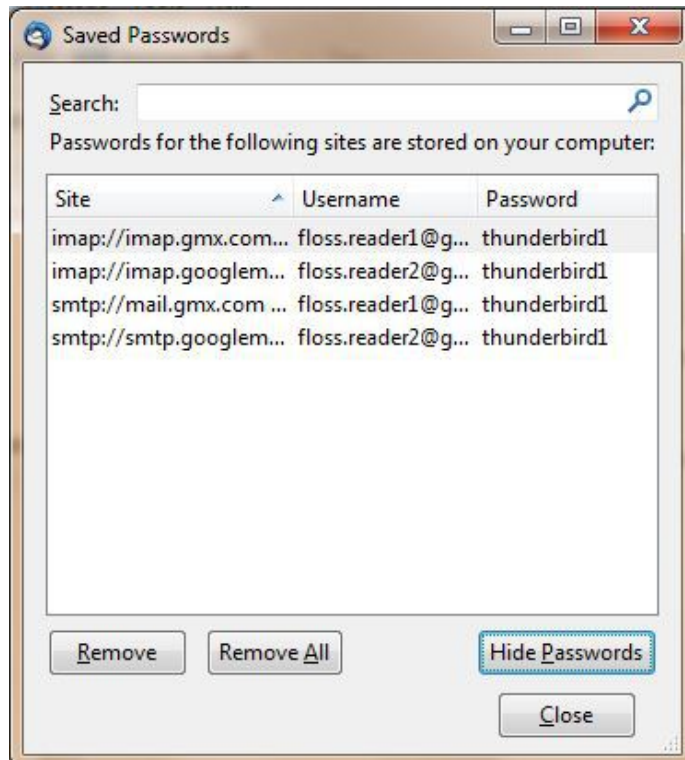 Saved Passwords
Search:
Passwords for the following sites are stored on your computer:
Site Username Password
imap://imap.gmx.com... floss.reader1@g... thunderbird1
imap://imap.googlem... floss.reader2@g... thunderbird1
smtp://mail.gmx.com ... floss.reader1@g... thunderbird1
smtp://smtp.googlem... floss.reader2@g... thunderbird1
Remove Remove All Hide Passwords
Close